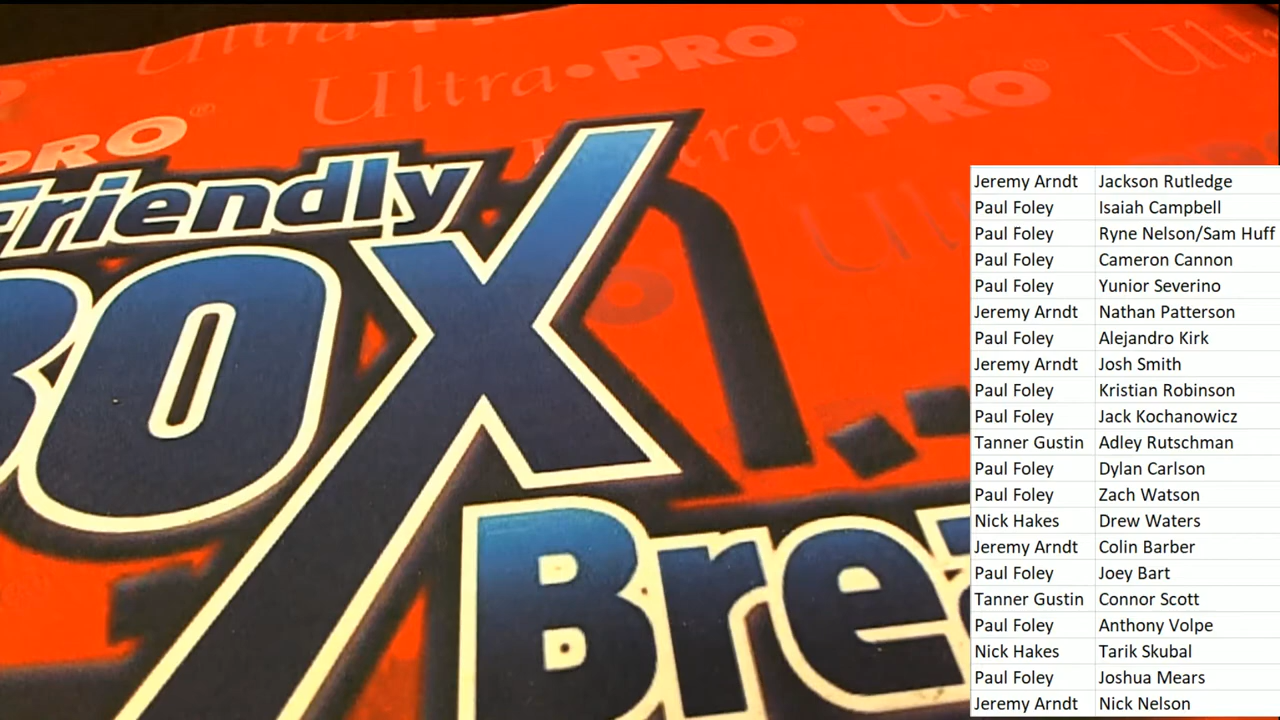 Ultra•PRO®
Ultra•PRO®
PRO®
Ultra•PRO®
Friendly
BOX
Brea
Jeremy Arndt Jackson Rutledge
Paul Foley Isaiah Campbell
Paul Foley Ryne Nelson/Sam Huff
Paul Foley Cameron Cannon
Paul Foley Yunior Severino
Jeremy Arndt Nathan Patterson
Paul Foley Alejandro Kirk
Jeremy Arndt Josh Smith
Paul Foley Kristian Robinson
Paul Foley Jack Kochanowicz
Tanner Gustin Adley Rutschman
Paul Foley Dylan Carlson
Paul Foley Zach Watson
Nick Hakes Drew Waters
Jeremy Arndt Colin Barber
Paul Foley Joey Bart
Tanner Gustin Connor Scott
Paul Foley Anthony Volpe
Nick Hakes Tarik Skubal
Paul Foley Joshua Mears
Jeremy Arndt Nick Nelson